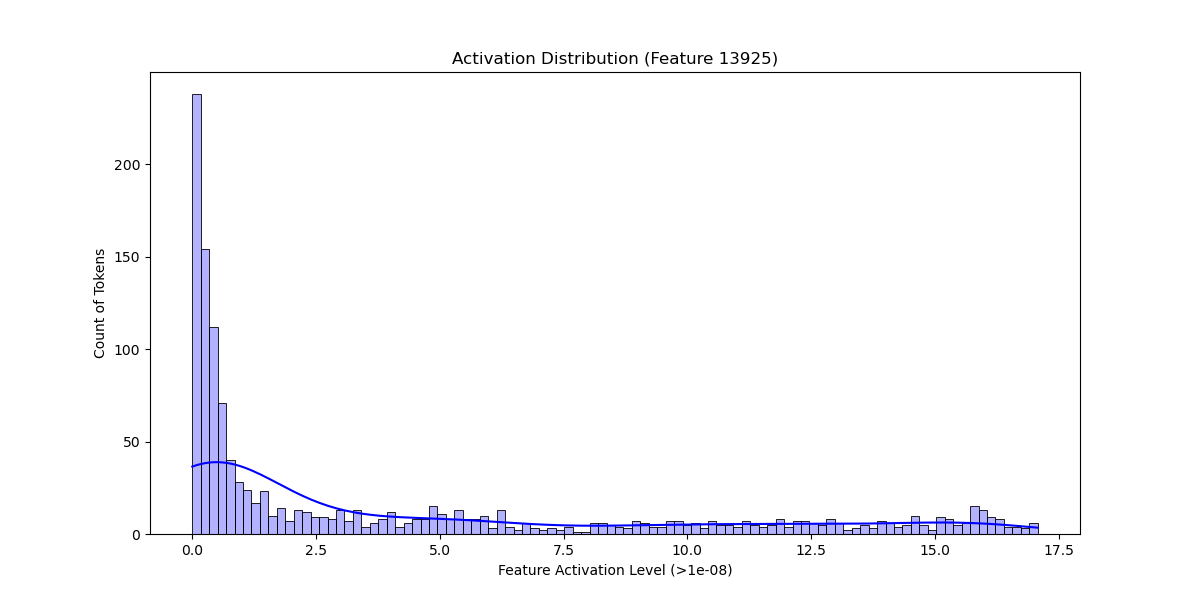 Activation Distribution (Feature 13925)
Count of Tokens
200
150
100
50
0
0.0 2.5 5.0 7.5 10.0 12.5 15.0 17.5
Feature Activation Level (>1e-08)